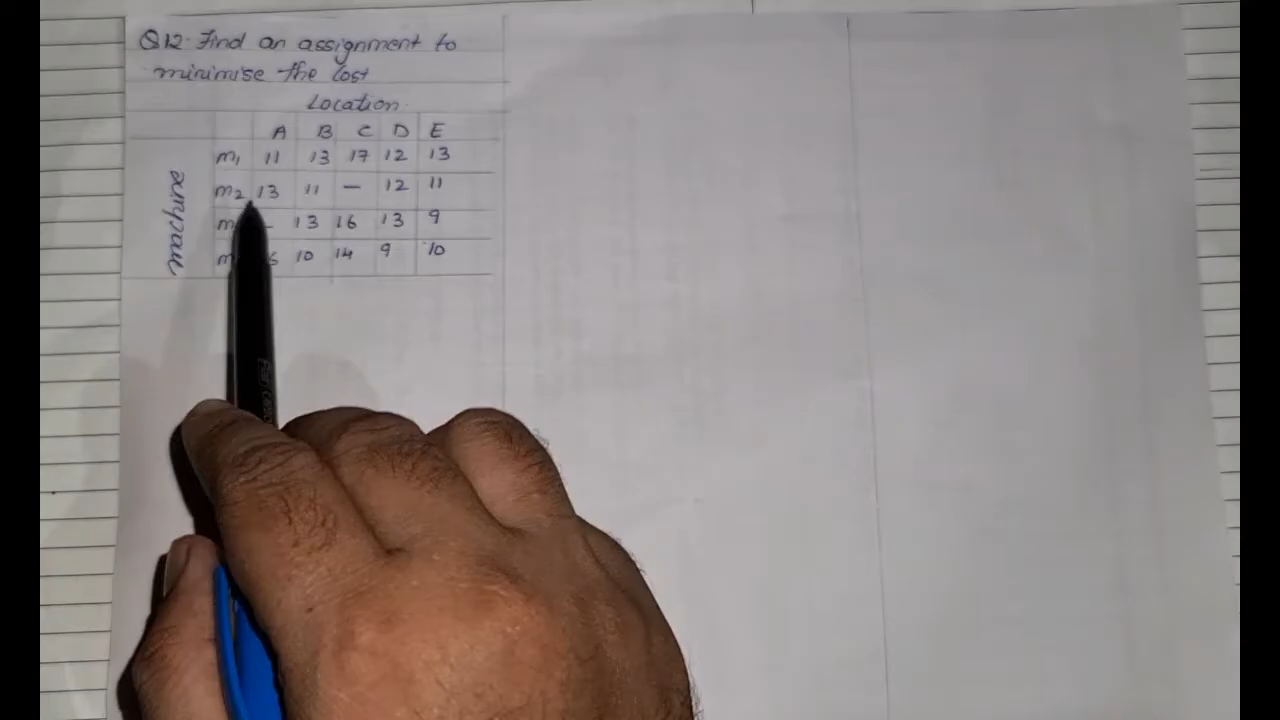 Q12. Find an assignment to
minimise the lost
Location.
A B C D E
m1 11 13 17 12 13
m2 13 11 — 12 11
m 13 16 13 9
m 10 14 9 10
machine